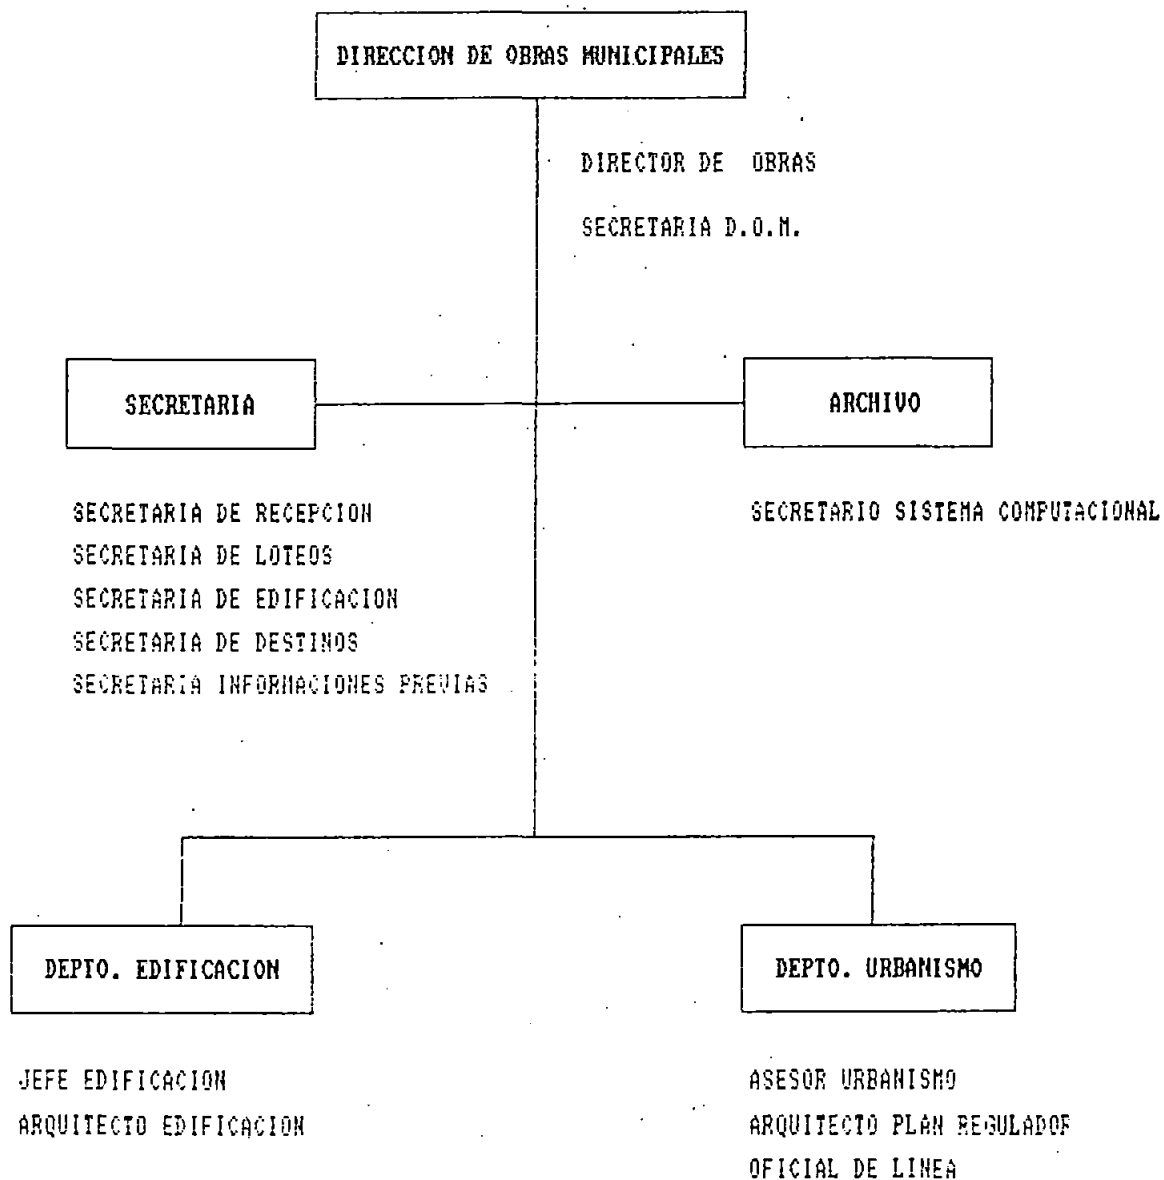 DIRECCION DE OBRAS MUNICIPALES
DIRECTOR DE OBRAS
SECRETARIA D.O.M.
SECRETARIA
ARCHIVO
SECRETARIA DE RECEPCION
SECRETARIA DE LOTEOS
SECRETARIA DE EDIFICACION
SECRETARIA DE DESTINOS
SECRETARIA INFORMACIONES PREVIAS
SECRETARIO SISTEMA COMPUTACIONAL
DEPTO. EDIFICACION
DEPTO. URBANISMO
JEFE EDIFICACION
ARQUITECTO EDIFICACION
ASESOR URBANISMO
ARQUITECTO PLAN REGULADOR
OFICIAL DE LINEA